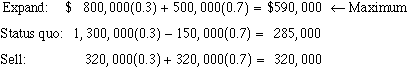 Expand: $ 800,000(0.3) + 500,000(0.7) = $590,000 ← Maximum
Status quo: 1,300,000(0.3) − 150,000(0.7) = 285,000
Sell: 320,000(0.3) + 320,000(0.7) = 320,000